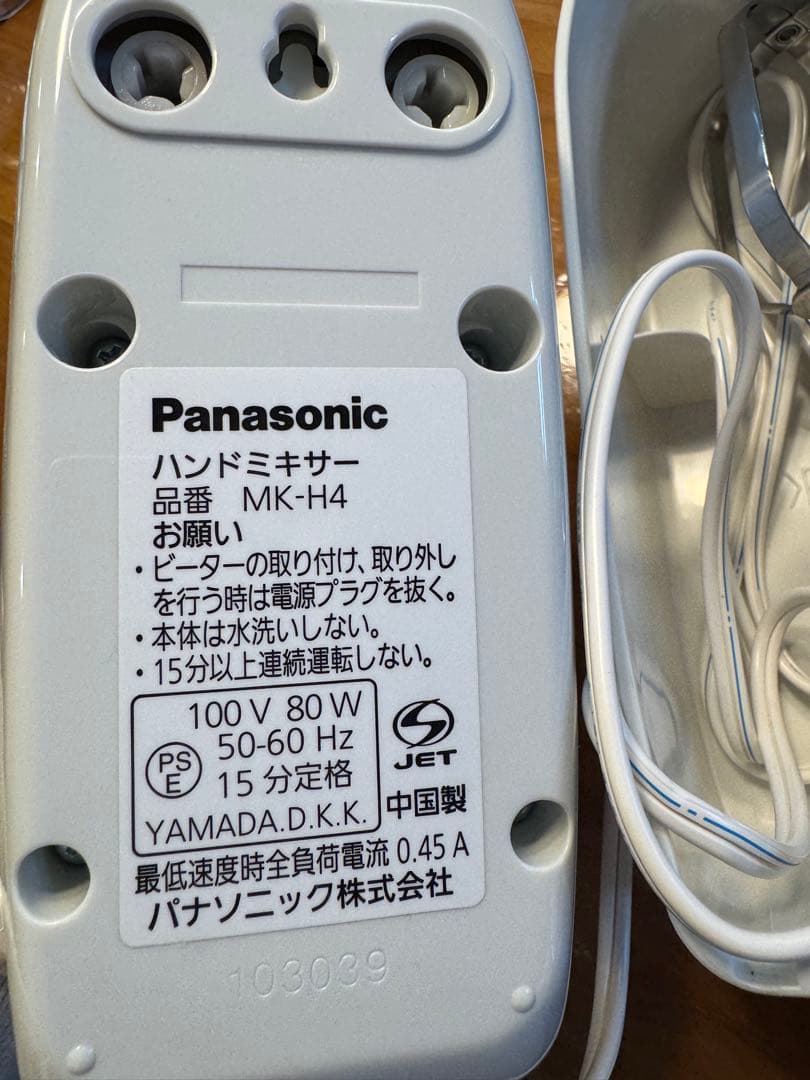 Panasonic
ハンドミキサー
品番 MK-H4
お願い
・ビーターの取り付け、取り外し
を行う時は電源プラグを抜く。
・本体は水洗いしない。
・15分以上連続運転しない。
100 V 80 W
50-60 Hz
PS
E
15 分定格
YAMADA.D.K.K.
JET
中国製
最低速度時全負荷電流 0.45 A
パナソニック株式会社
103039